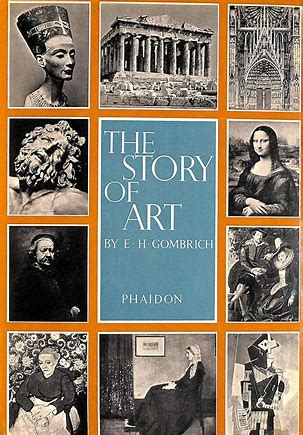 THE
STORY
OF
ART
BY E·H·GOMBRICH
PHAIDON